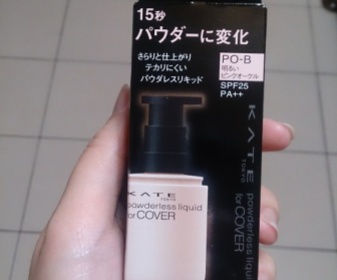 15秒
パウダーに変化
さらりと仕上がり
テカリにくい
パウダレスリキッド
PO-B
明るい
ピンクオークル
SPF25
PA++
KATE
TOKYO
powderless liquid
for COVER
KATE
TOKYO
powderless liquid
for COVER